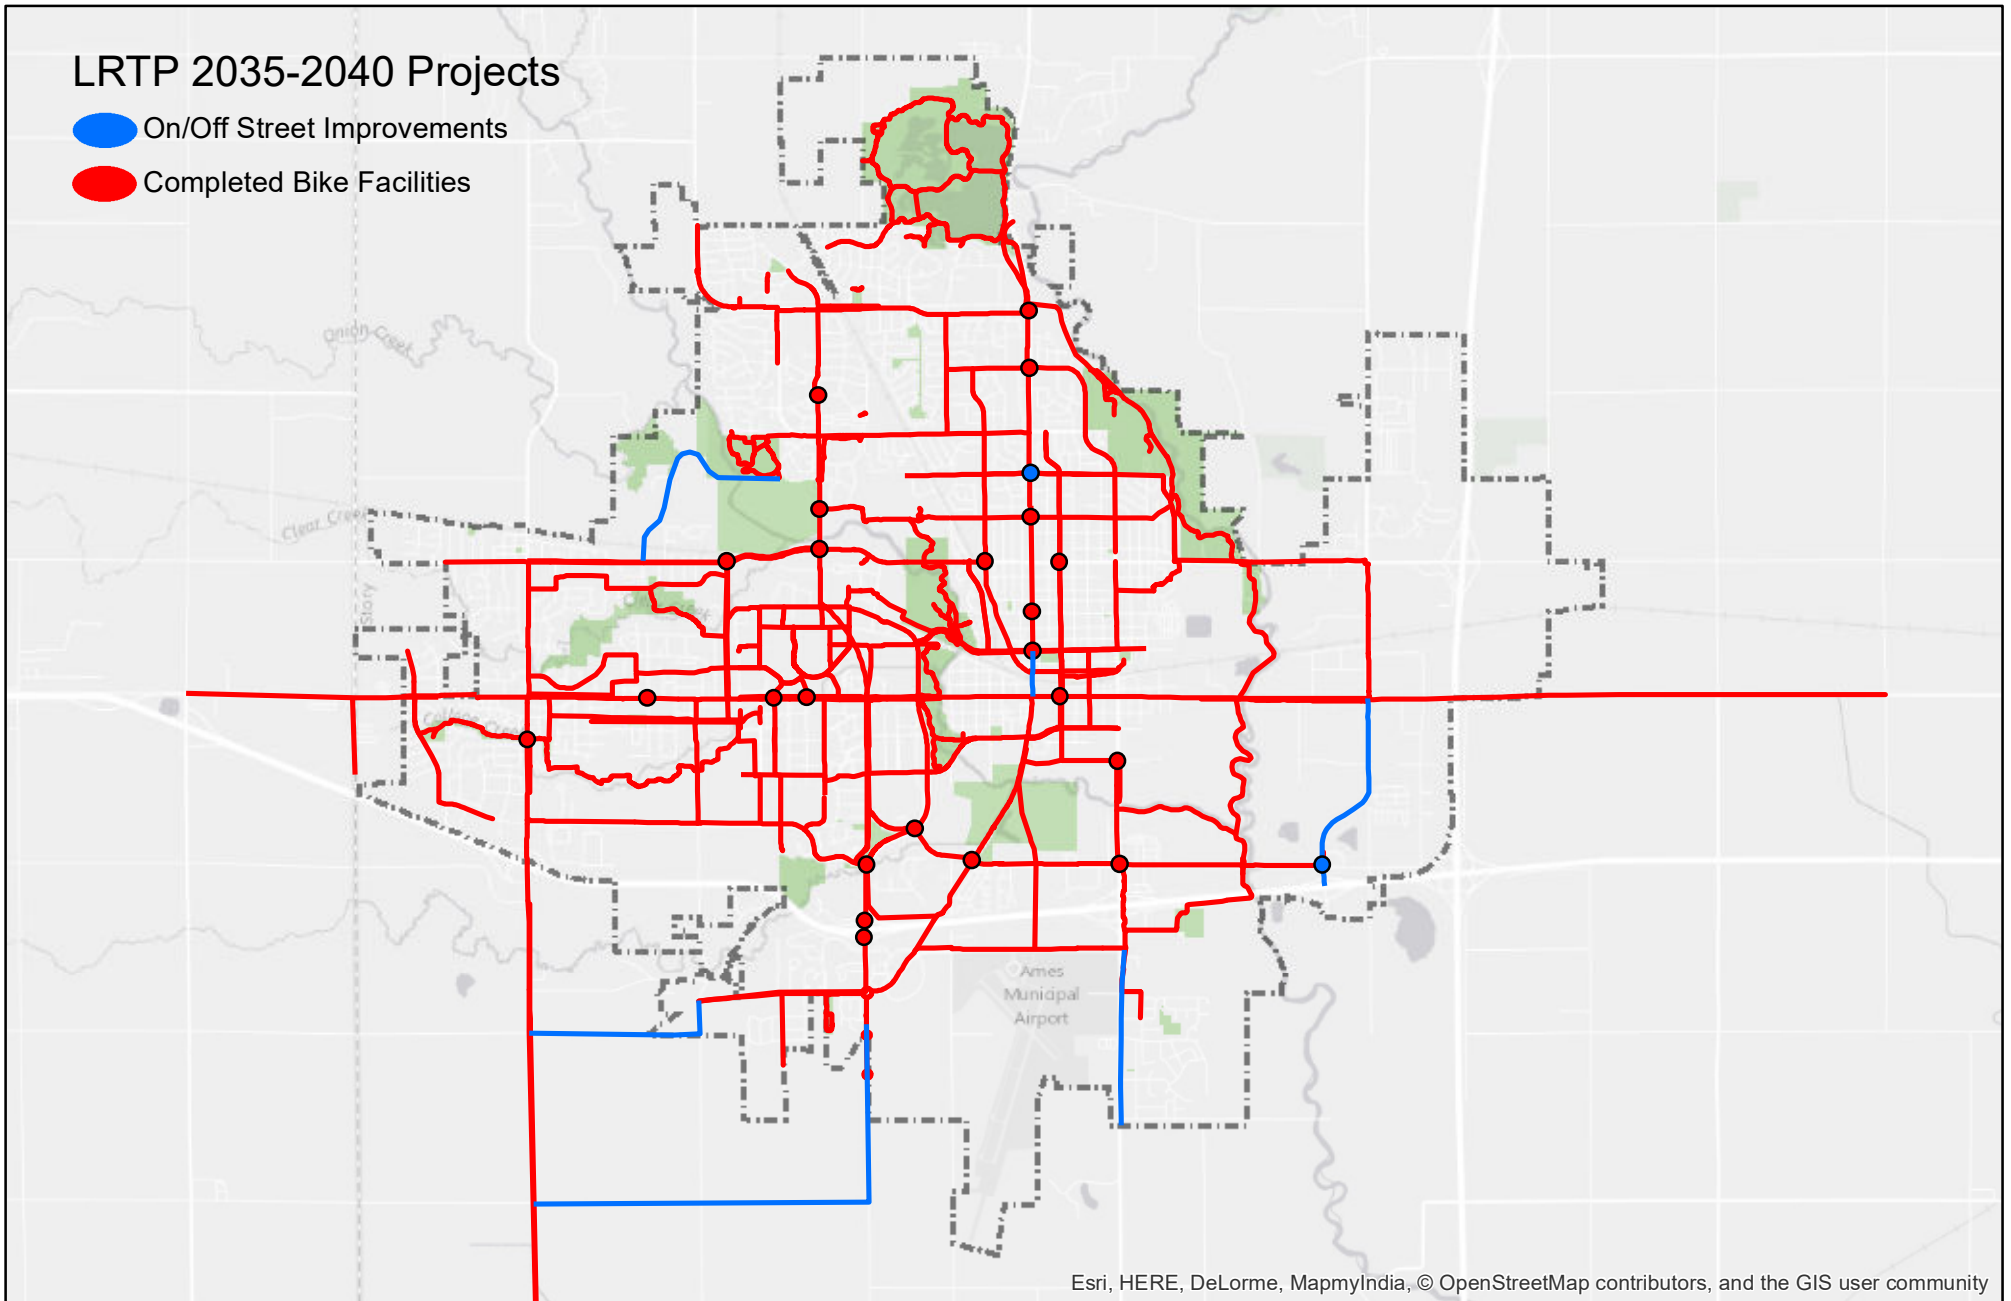 LRTP 2035-2040 Projects
On/Off Street Improvements
Completed Bike Facilities
Onion Creek
Clear Creek
Story
Ames
Municipal
Airport
Esri, HERE, DeLorme, MapmyIndia, © OpenStreetMap contributors, and the GIS user community